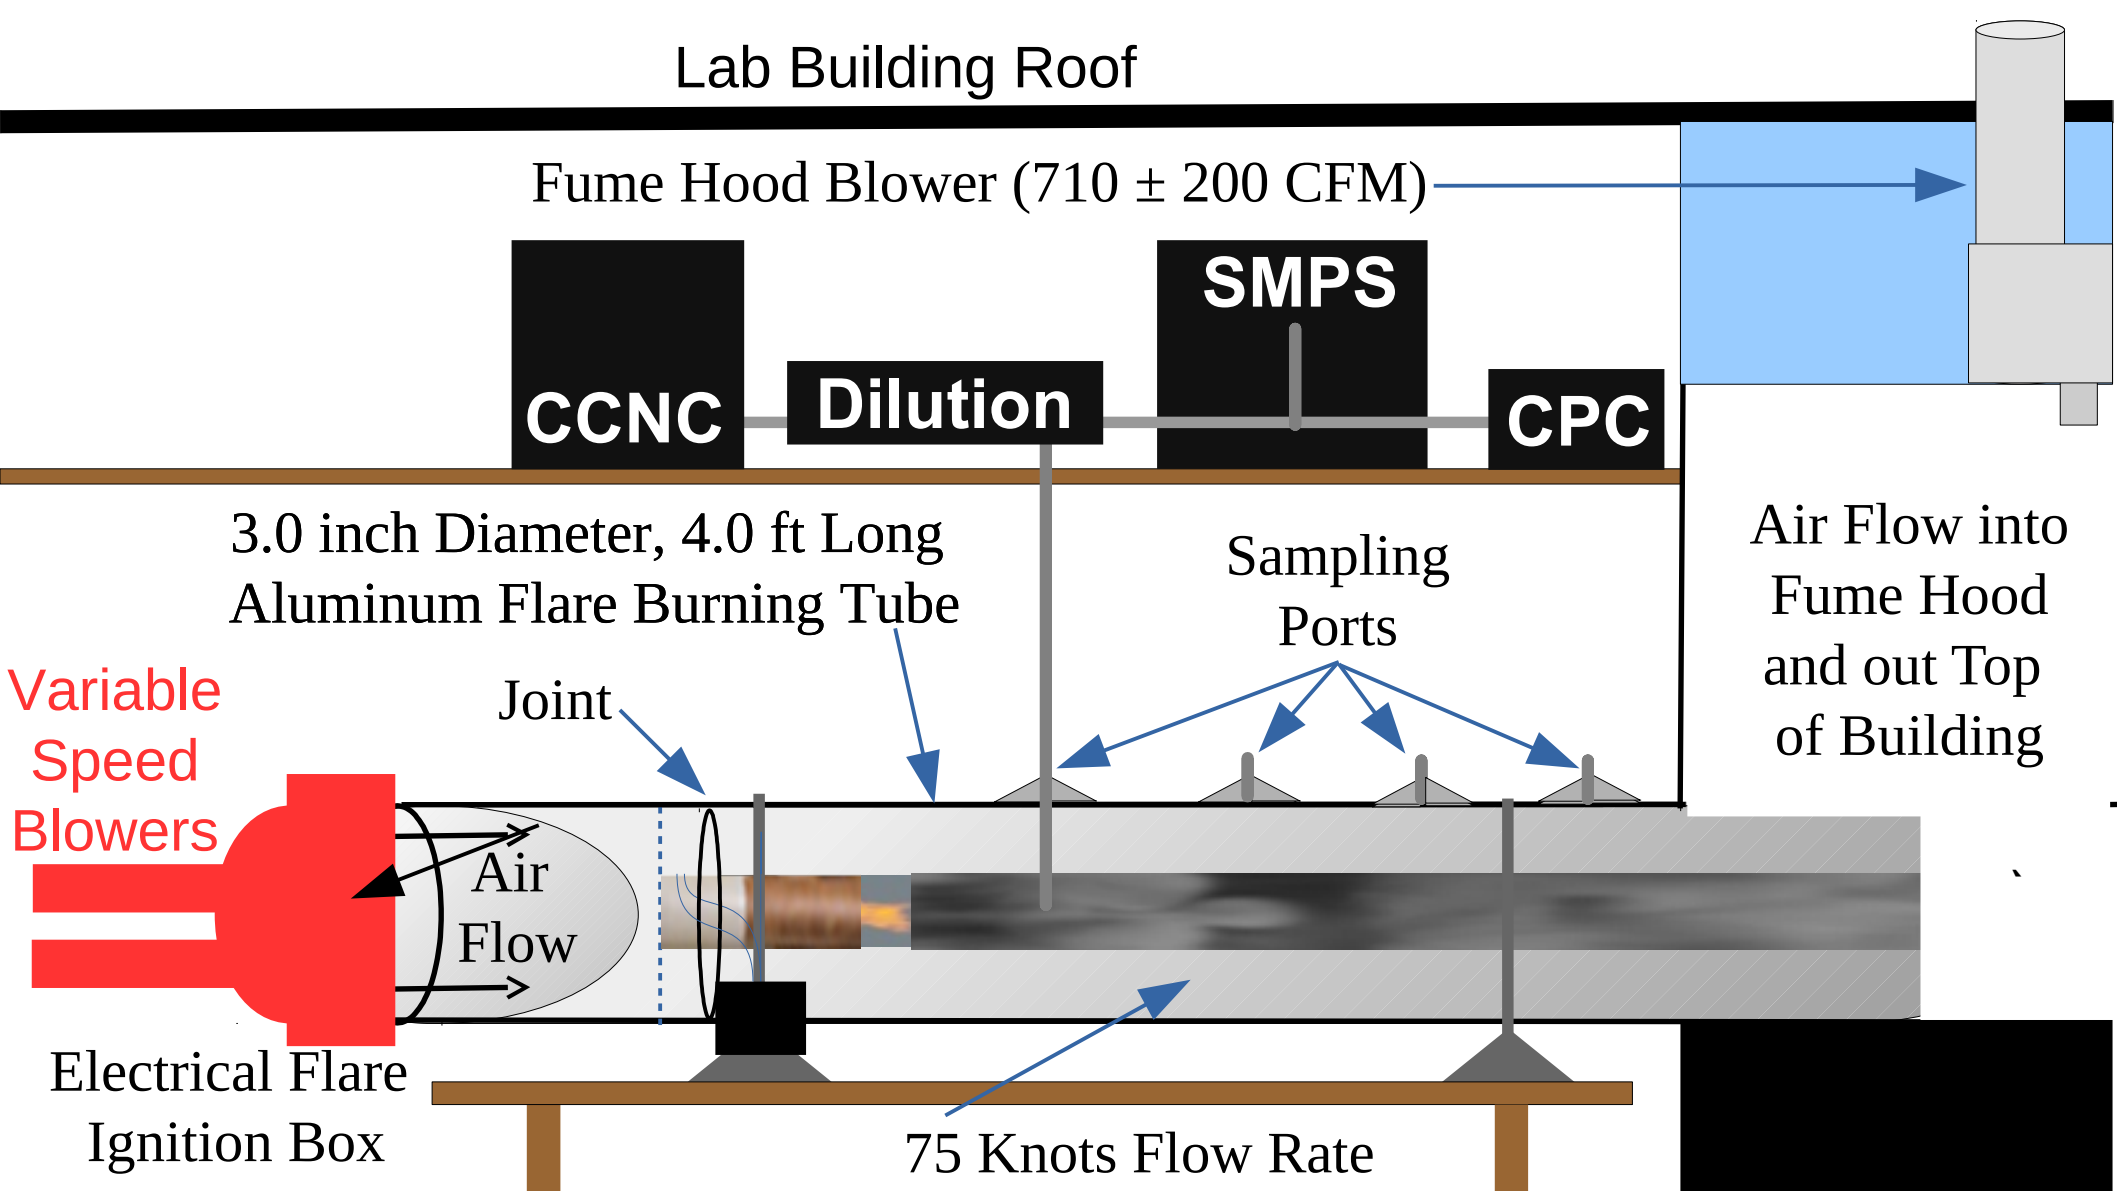 Lab Building Roof
Fume Hood Blower (710 ± 200 CFM)
SMPS
CCNC
Dilution
CPC
3.0 inch Diameter, 4.0 ft Long
Aluminum Flare Burning Tube
Sampling
Ports
Air Flow into
Fume Hood
and out Top
of Building
Joint
Variable
Speed
Blowers
Air
Flow
Electrical Flare
Ignition Box
75 Knots Flow Rate